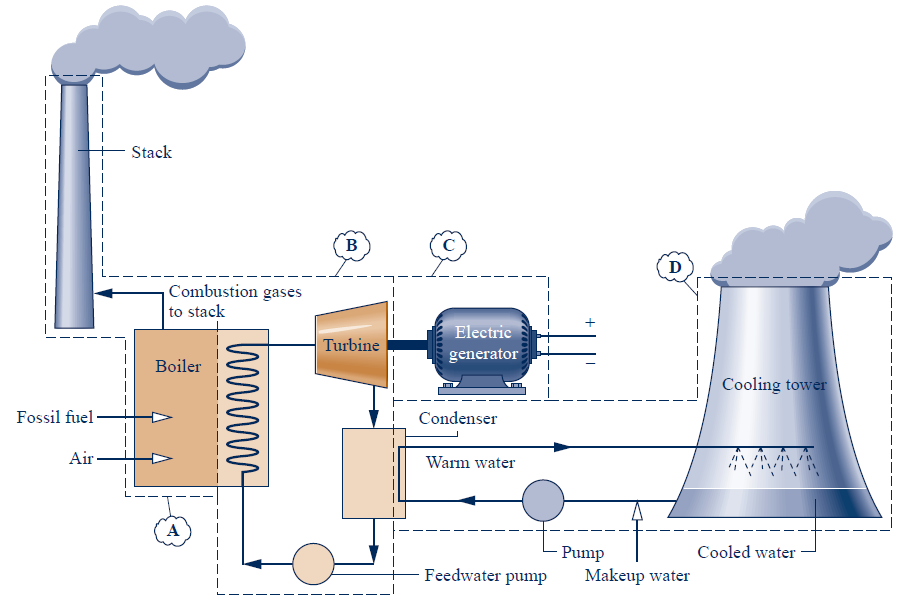 Stack
B
C
D
Combustion gases
to stack
+
Electric
generator
Turbine
−
Boiler
Cooling tower
Fossil fuel
Condenser
Air
Warm water
A
Pump
Cooled water
Feedwater pump
Makeup water